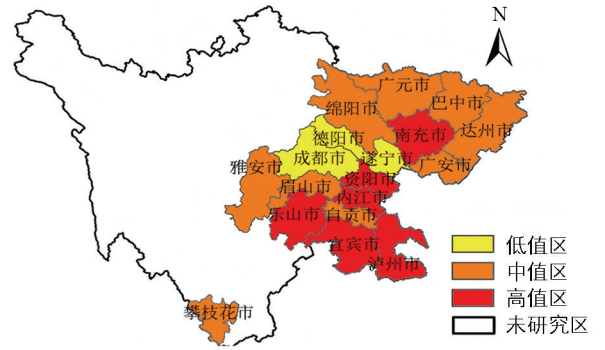 N
广元市
巴中市
绵阳市
达州市
南充市
德阳市
成都市
遂宁市
广安市
雅安市
资阳市
眉山市
内江市
乐山市
自贡市
宜宾市
泸州市
攀枝花市
低值区
中值区
高值区
未研究区